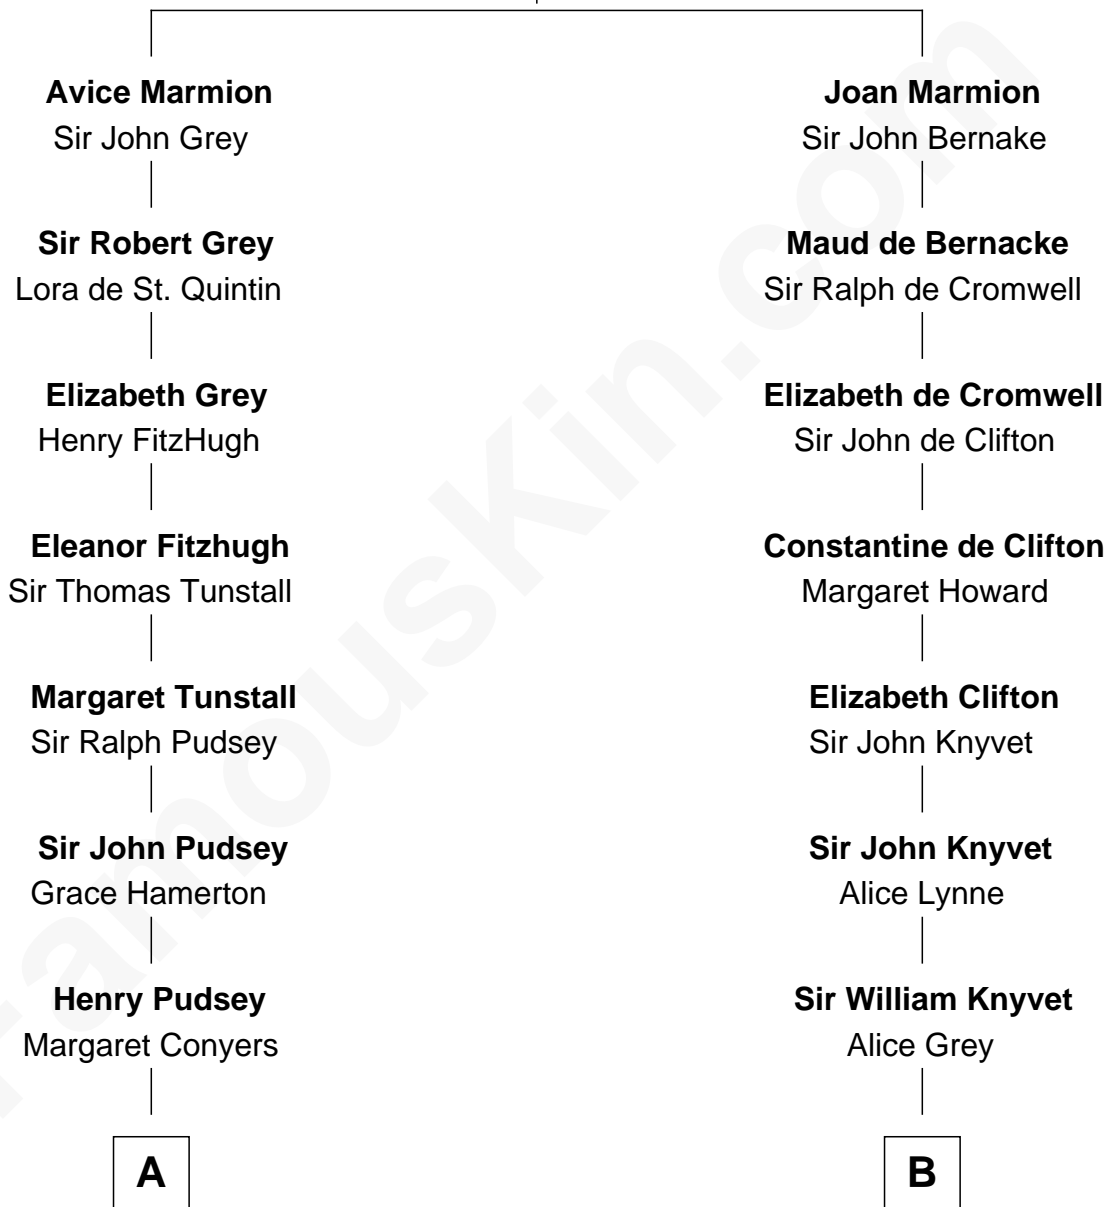 Avice Marmion
Sir John Grey
Joan Marmion
Sir John Bernake
Sir Robert Grey
Lora de St. Quintin
Maud de Bernacke
Sir Ralph de Cromwell
Elizabeth Grey
Henry FitzHugh
Elizabeth de Cromwell
Sir John de Clifton
Eleanor Fitzhugh
Sir Thomas Tunstall
Constantine de Clifton
Margaret Howard
Margaret Tunstall
Sir Ralph Pudsey
Elizabeth Clifton
Sir John Knyvet
Sir John Pudsey
Grace Hamerton
Sir John Knyvet
Alice Lynne
Henry Pudsey
Margaret Conyers
Sir William Knyvet
Alice Grey
A
B
FamousKin.com